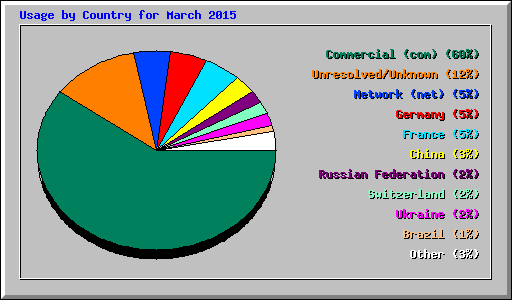 Usage by Country for March 2015
Commercial (com) (60%)
Unresolved/Unknown (12%)
Network (net) (5%)
Germany (5%)
France (5%)
China (3%)
Russian Federation (2%)
Switzerland (2%)
Ukraine (2%)
Brazil (1%)
Other (3%)